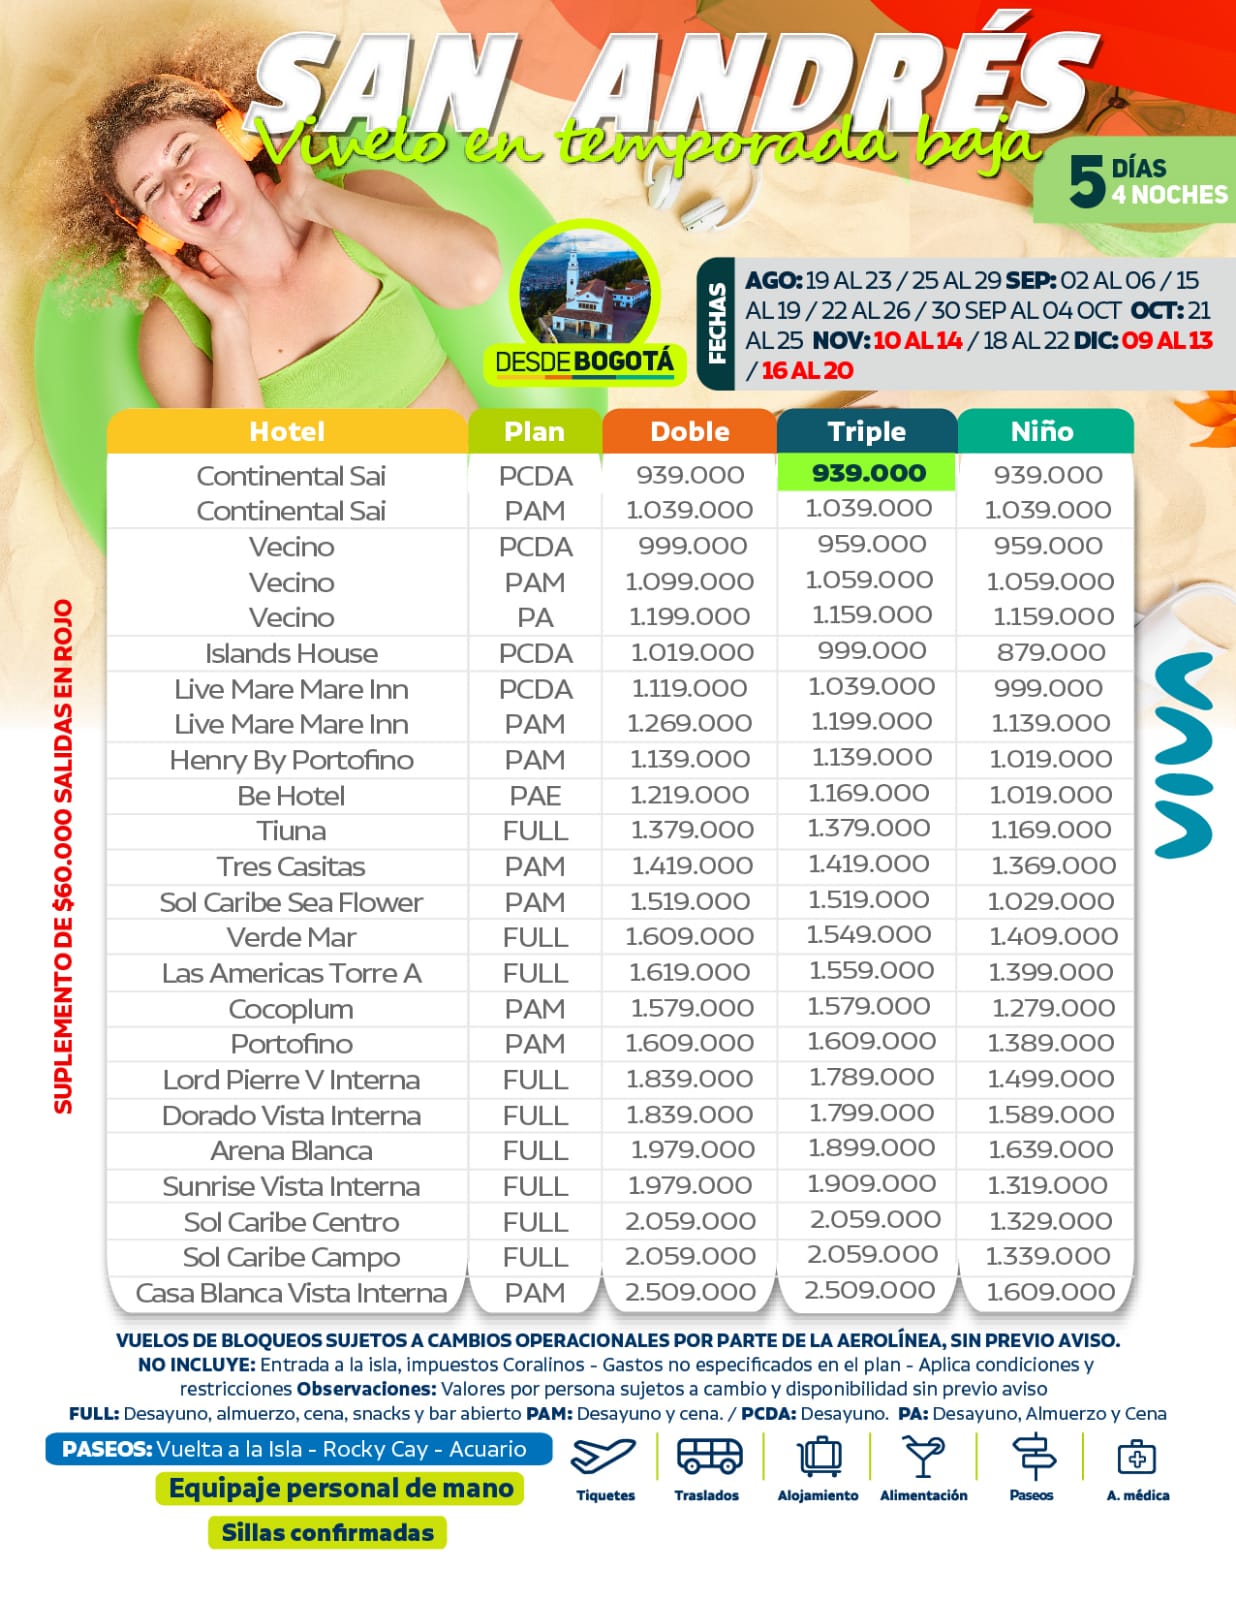 SAN ANDRÉS
Vívelo en temporada baja
5 DÍAS
4 NOCHES
DESDE BOGOTÁ
FECHAS
AGO: 19 AL 23 / 25 AL 29 SEP: 02 AL 06 / 15
AL 19 / 22 AL 26 / 30 SEP AL 04 OCT OCT: 21
AL 25 NOV: 10 AL 14 / 18 AL 22 DIC: 09 AL 13
/ 16 AL 20
Hotel Plan Doble Triple Niño
Continental Sai PCDA 939.000 939.000 939.000
Continental Sai PAM 1.039.000 1.039.000 1.039.000
Vecino PCDA 999.000 959.000 959.000
Vecino PAM 1.099.000 1.059.000 1.059.000
Vecino PA 1.199.000 1.159.000 1.159.000
Islands House PCDA 1.019.000 999.000 879.000
Live Mare Mare Inn PCDA 1.119.000 1.039.000 999.000
Live Mare Mare Inn PAM 1.269.000 1.199.000 1.139.000
Henry By Portofino PAM 1.139.000 1.139.000 1.019.000
Be Hotel PAE 1.219.000 1.169.000 1.019.000
Tiuna FULL 1.379.000 1.379.000 1.169.000
Tres Casitas PAM 1.419.000 1.419.000 1.369.000
Sol Caribe Sea Flower PAM 1.519.000 1.519.000 1.029.000
Verde Mar FULL 1.609.000 1.549.000 1.409.000
Las Americas Torre A FULL 1.619.000 1.559.000 1.399.000
Cocoplum PAM 1.579.000 1.579.000 1.279.000
Portofino PAM 1.609.000 1.609.000 1.389.000
Lord Pierre V Interna FULL 1.839.000 1.789.000 1.499.000
Dorado Vista Interna FULL 1.839.000 1.799.000 1.589.000
Arena Blanca FULL 1.979.000 1.899.000 1.639.000
Sunrise Vista Interna FULL 1.979.000 1.909.000 1.319.000
Sol Caribe Centro FULL 2.059.000 2.059.000 1.329.000
Sol Caribe Campo FULL 2.059.000 2.059.000 1.339.000
Casa Blanca Vista Interna PAM 2.509.000 2.509.000 1.609.000
SUPLEMENTO DE $60.000 SALIDAS EN ROJO
VUELOS DE BLOQUEOS SUJETOS A CAMBIOS OPERACIONALES POR PARTE DE LA AEROLÍNEA, SIN PREVIO AVISO.
NO INCLUYE: Entrada a la isla, impuestos Coralinos - Gastos no especificados en el plan - Aplica condiciones y
restricciones Observaciones: Valores por persona sujetos a cambio y disponibilidad sin previo aviso
FULL: Desayuno, almuerzo, cena, snacks y bar abierto PAM: Desayuno y cena. / PCDA: Desayuno. PA: Desayuno, Almuerzo y Cena
PASEOS: Vuelta a la Isla - Rocky Cay - Acuario
Equipaje personal de mano
Sillas confirmadas
Tiquetes Traslados Alojamiento Alimentación Paseos A. médica